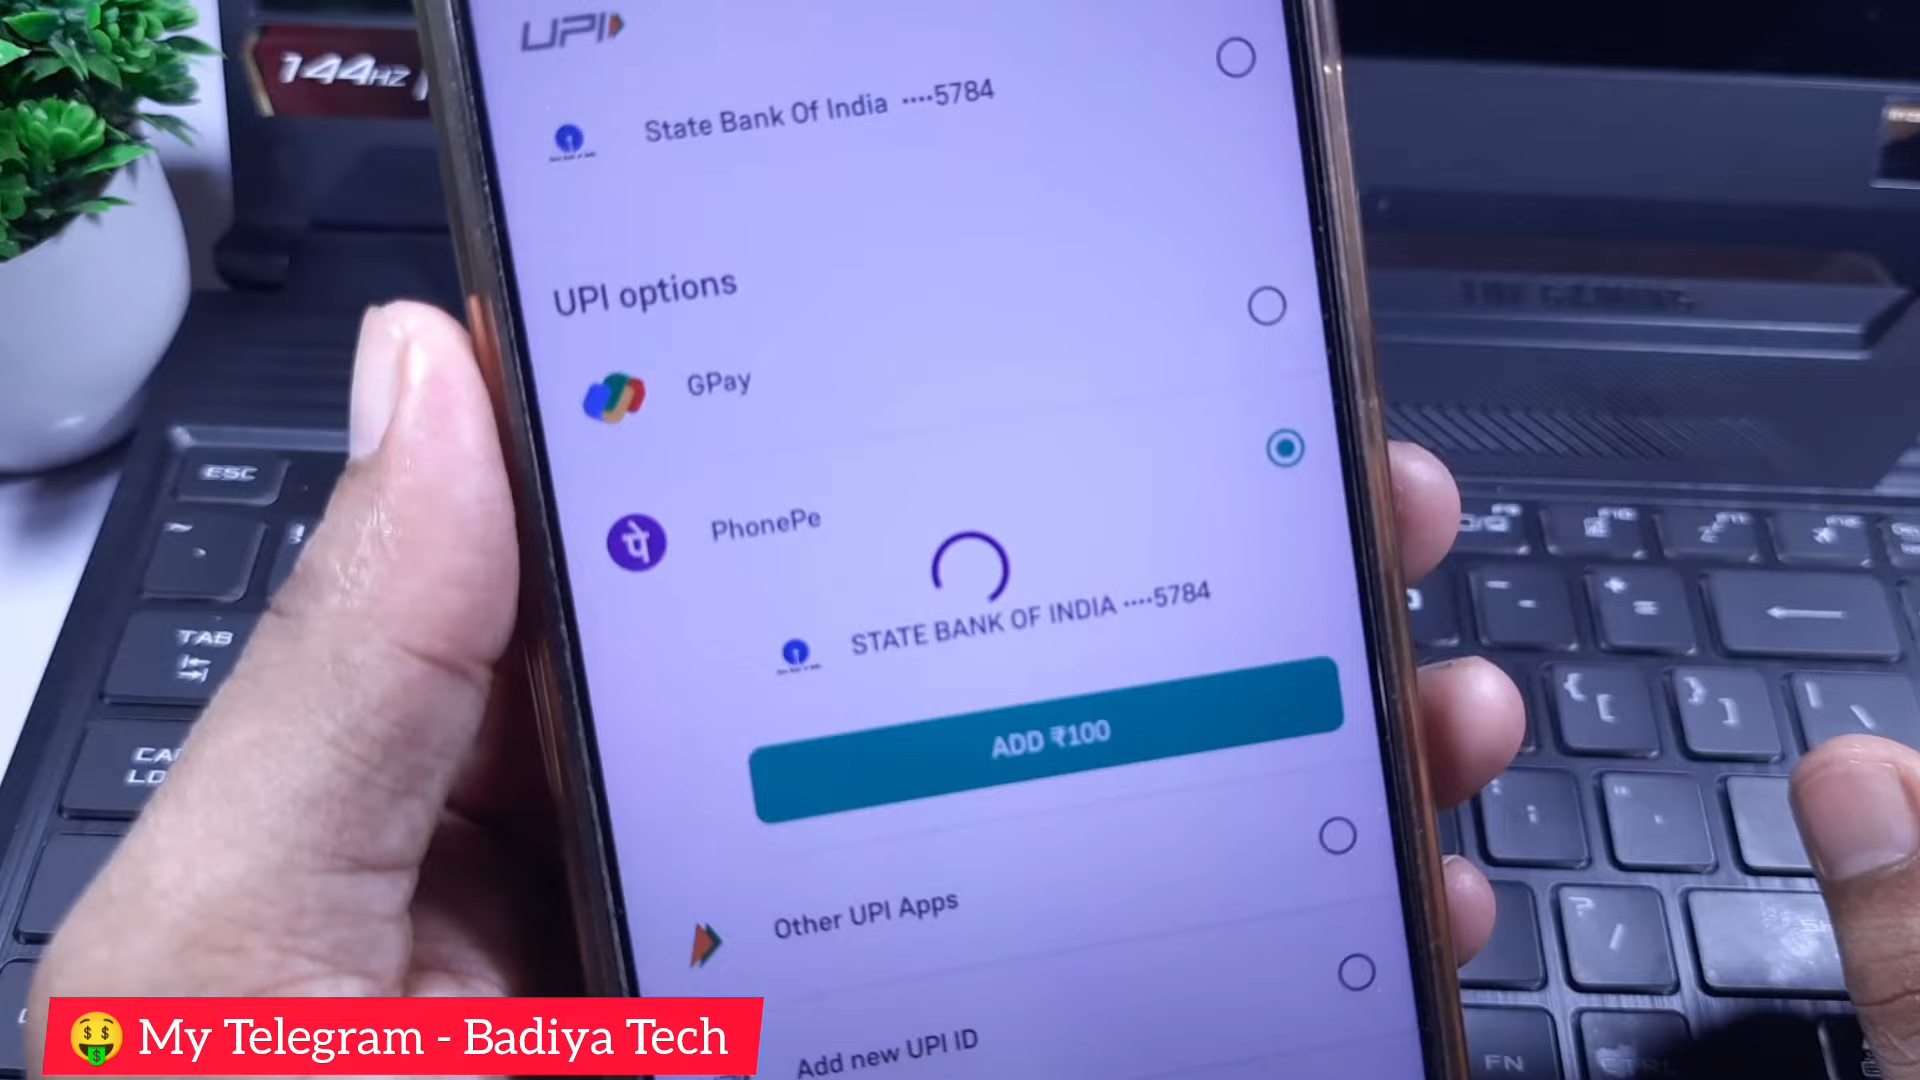 UPI
144HZ
State Bank Of India ····5784
UPI options
GPay
पे
PhonePe
STATE BANK OF INDIA ····5784
ADD ₹100
Other UPI Apps
Add new UPI ID
🤑 My Telegram - Badiya Tech
ESC
TAB
FN
CTRL